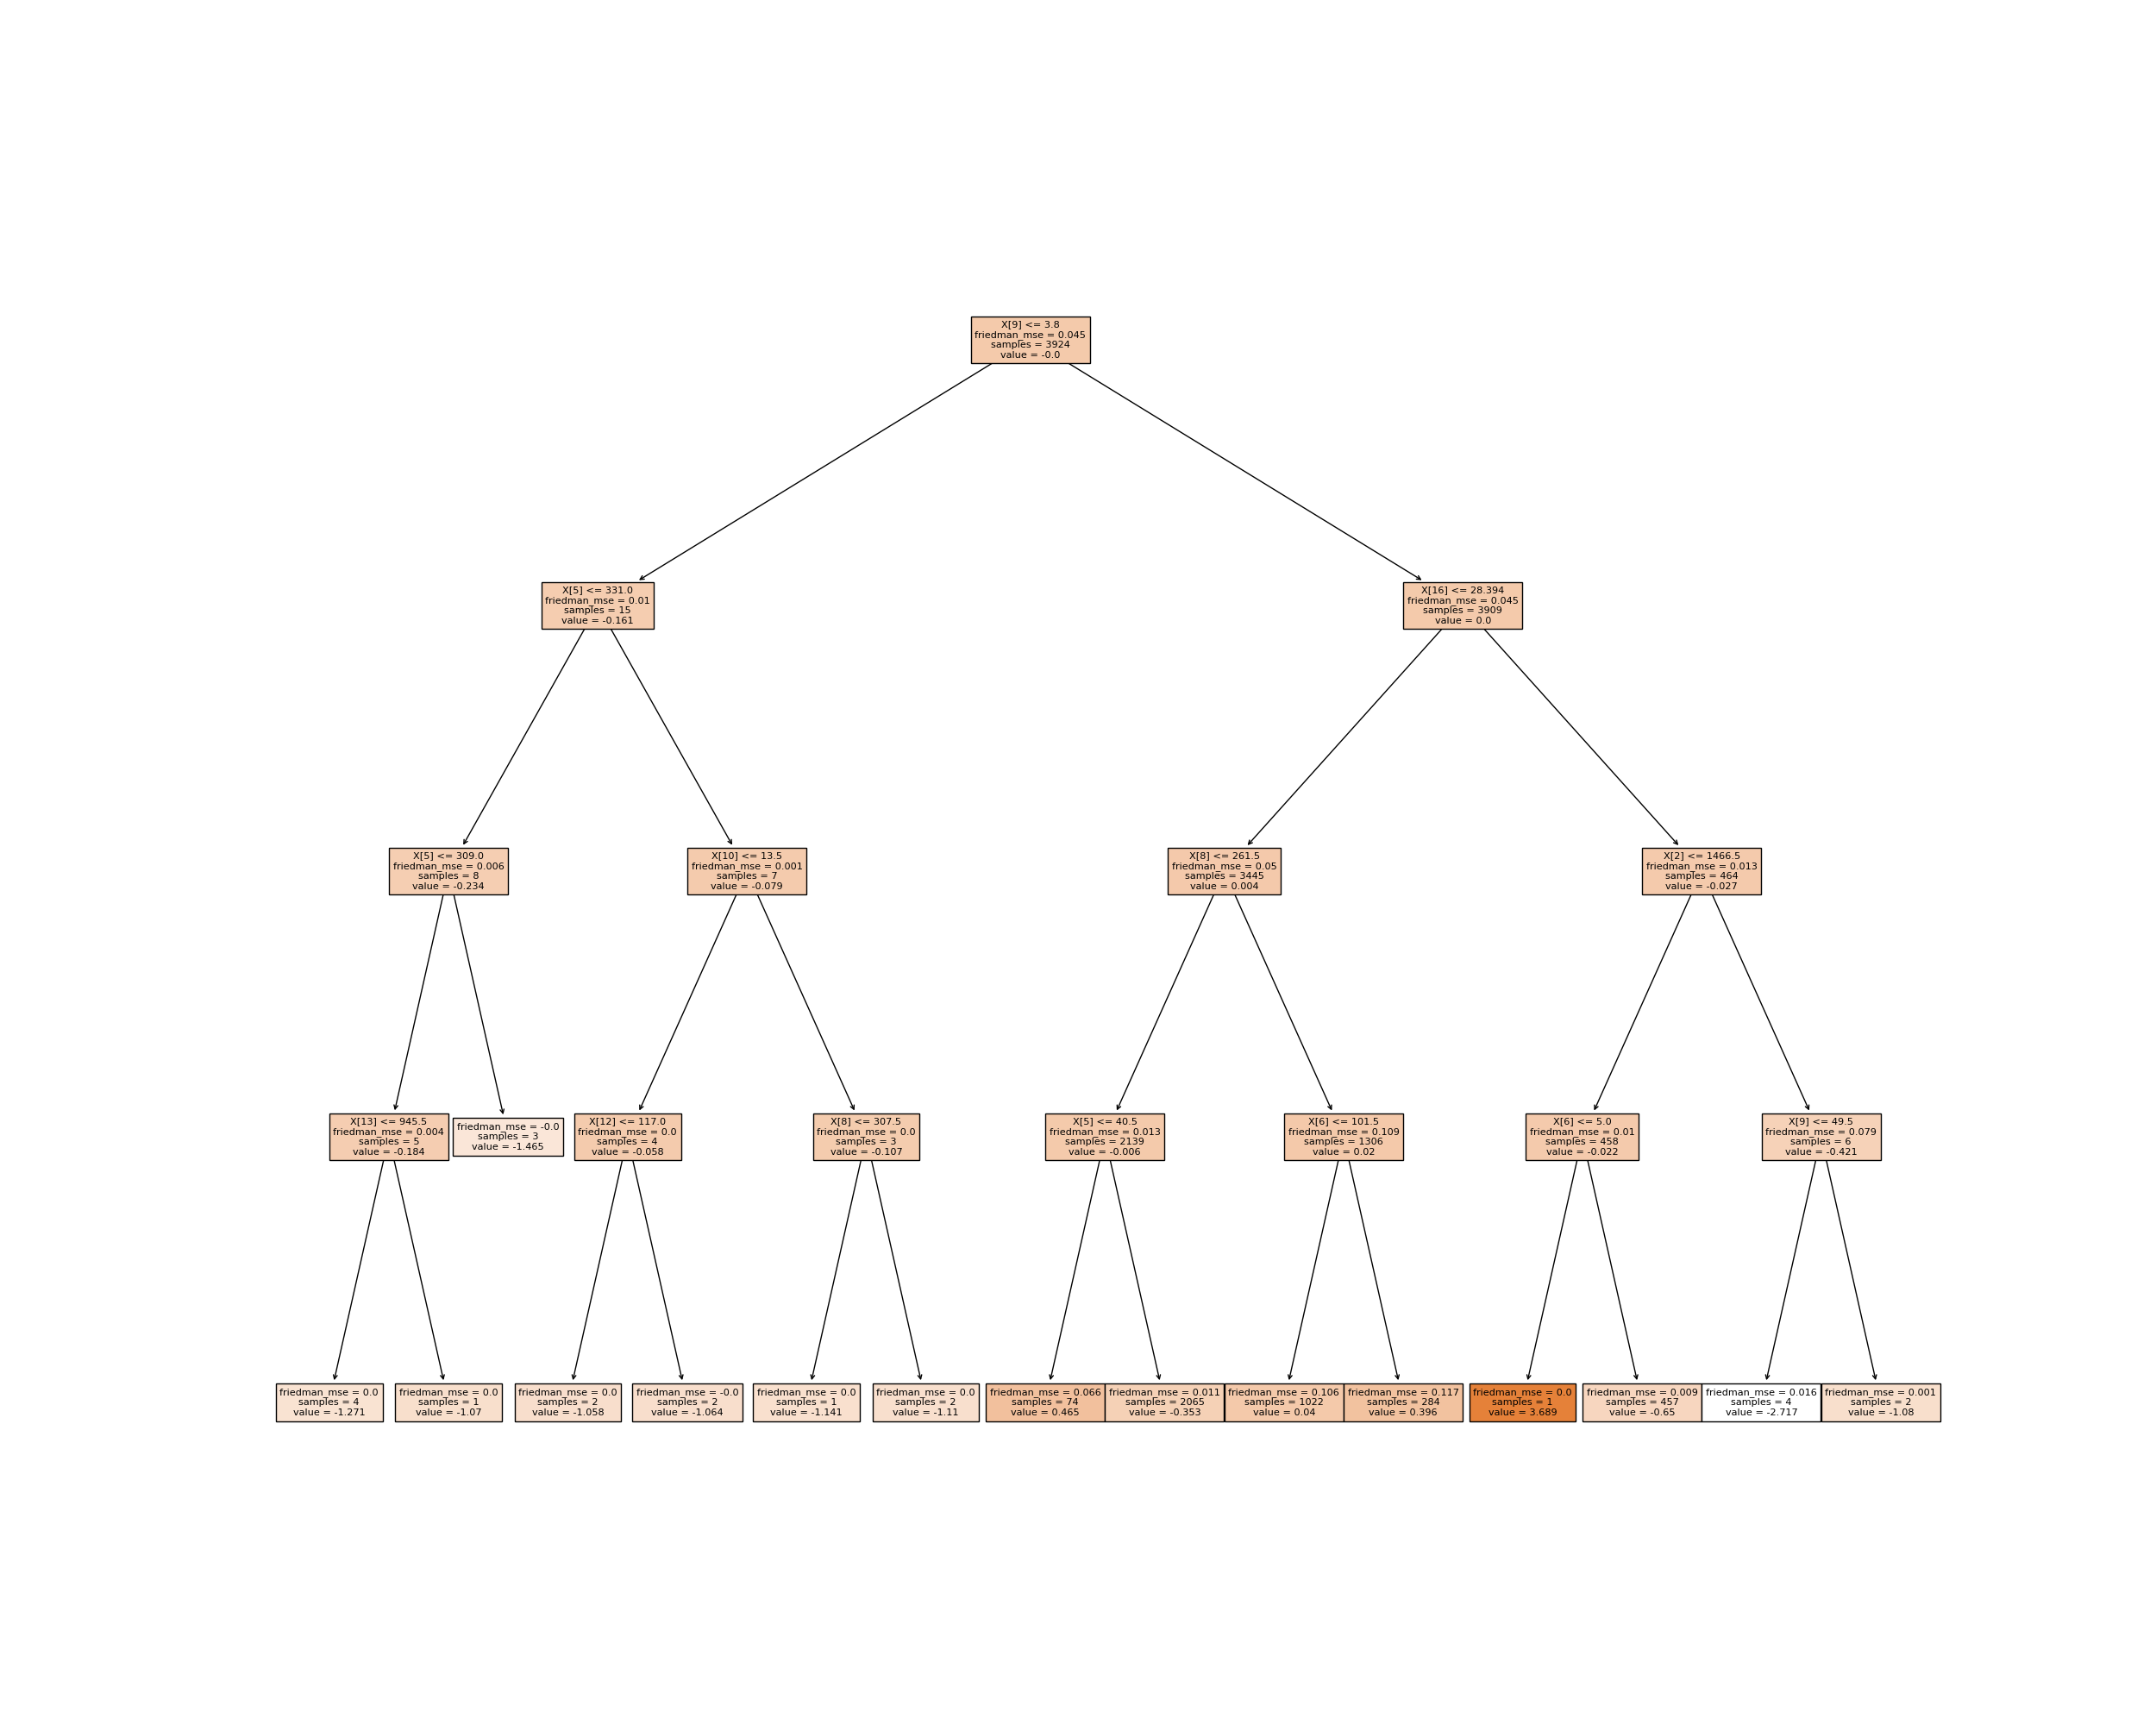 X[9] <= 3.8
friedman_mse = 0.045
samples = 3924
value = -0.0
X[5] <= 331.0
friedman_mse = 0.01
samples = 15
value = -0.161
X[16] <= 28.394
friedman_mse = 0.045
samples = 3909
value = 0.0
X[5] <= 309.0
friedman_mse = 0.006
samples = 8
value = -0.234
X[10] <= 13.5
friedman_mse = 0.001
samples = 7
value = -0.079
X[8] <= 261.5
friedman_mse = 0.05
samples = 3445
value = 0.004
X[2] <= 1466.5
friedman_mse = 0.013
samples = 464
value = -0.027
X[13] <= 945.5
friedman_mse = 0.004
samples = 5
value = -0.184
friedman_mse = -0.0
samples = 3
value = -1.465
X[12] <= 117.0
friedman_mse = 0.0
samples = 4
value = -0.058
X[8] <= 307.5
friedman_mse = 0.0
samples = 3
value = -0.107
X[5] <= 40.5
friedman_mse = 0.013
samples = 2139
value = -0.006
X[6] <= 101.5
friedman_mse = 0.109
samples = 1306
value = 0.02
X[6] <= 5.0
friedman_mse = 0.01
samples = 458
value = -0.022
X[9] <= 49.5
friedman_mse = 0.079
samples = 6
value = -0.421
friedman_mse = 0.0
samples = 4
value = -1.271
friedman_mse = 0.0
samples = 1
value = -1.07
friedman_mse = 0.0
samples = 2
value = -1.058
friedman_mse = -0.0
samples = 2
value = -1.064
friedman_mse = 0.0
samples = 1
value = -1.141
friedman_mse = 0.0
samples = 2
value = -1.11
friedman_mse = 0.066
samples = 74
value = 0.465
friedman_mse = 0.011
samples = 2065
value = -0.353
friedman_mse = 0.106
samples = 1022
value = 0.04
friedman_mse = 0.117
samples = 284
value = 0.396
friedman_mse = 0.0
samples = 1
value = 3.689
friedman_mse = 0.009
samples = 457
value = -0.65
friedman_mse = 0.016
samples = 4
value = -2.717
friedman_mse = 0.001
samples = 2
value = -1.08